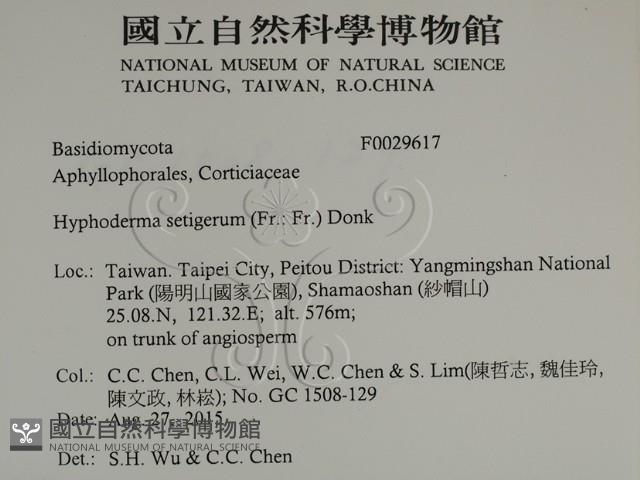 國立自然科學博物館
NATIONAL MUSEUM OF NATURAL SCIENCE
TAICHUNG, TAIWAN, R.O.CHINA
Basidiomycota F0029617
Aphyllophorales, Corticiaceae
Hyphoderma setigerum (Fr.: Fr.) Donk
Loc.: Taiwan. Taipei City, Peitou District: Yangmingshan National
Park (陽明山國家公園), Shamaoshan (紗帽山)
25.08.N, 121.32.E; alt. 576m;
on trunk of angiosperm
Col.: C.C. Chen, C.L. Wei, W.C. Chen & S. Lim(陳哲志, 魏佳玲,
陳文政, 林崧); No. GC 1508-129
Date: Aug. 27, 2015
國立自然科學博物館
NATIONAL MUSEUM OF NATURAL SCIENCE
Det.: S.H. Wu & C.C. Chen